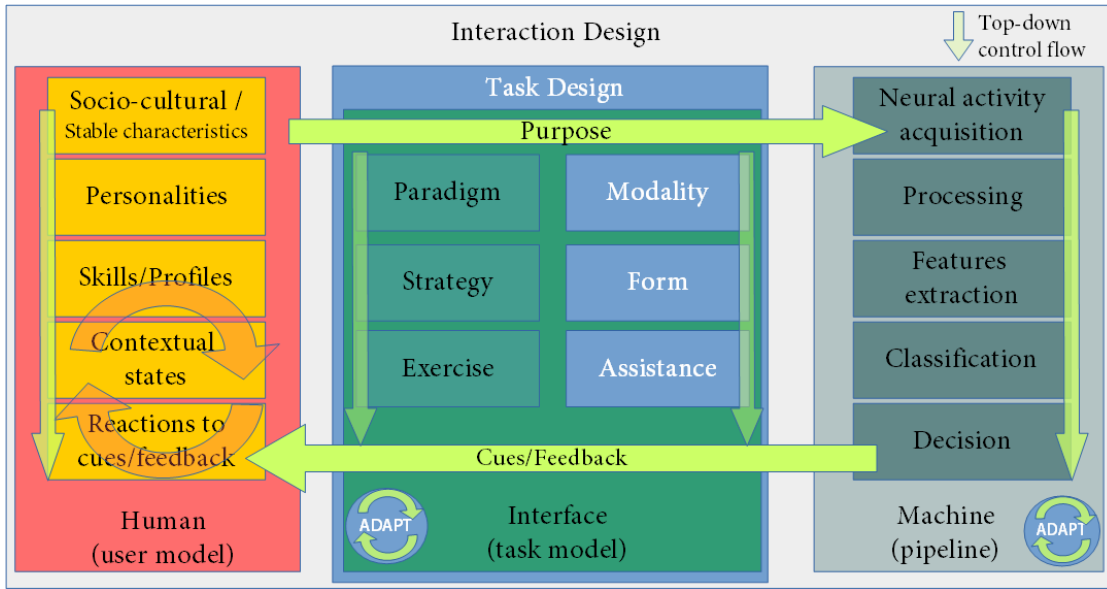 Interaction Design
Top-down
control flow
Socio-cultural /
Stable characteristics
Personalities
Skills/Profiles
Contextual
states
Reactions to
cues/feedback
Human
(user model)
Task Design
Purpose
Paradigm
Modality
Strategy
Form
Exercise
Assistance
Cues/Feedback
ADAPT
Interface
(task model)
Neural activity
acquisition
Processing
Features
extraction
Classification
Decision
Machine
(pipeline)
ADAPT